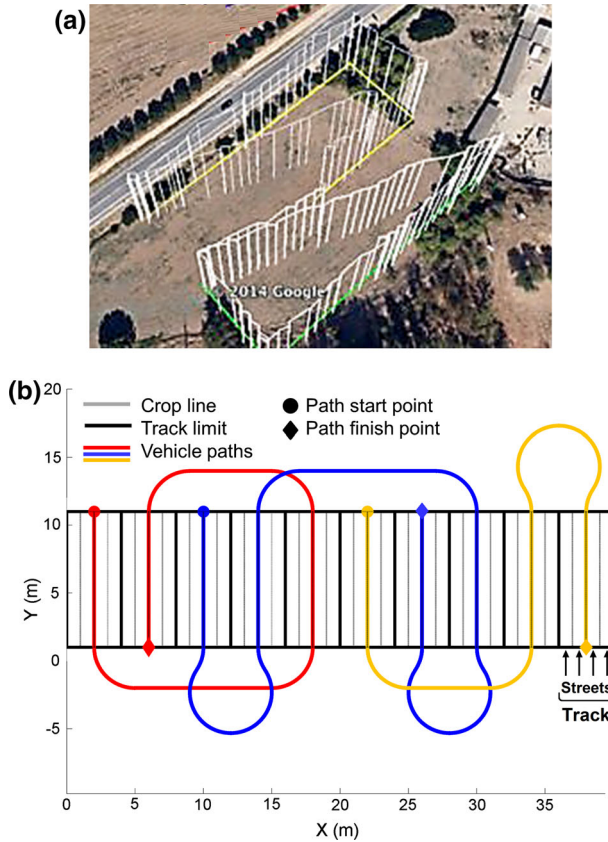 (a)
© 2014 Google
(b)
20
15
10
5
0
-5
Y (m)
Crop line
Track limit
Vehicle paths
Path start point
Path finish point
Streets
Track
0 5 10 15 20 25 30 35
X (m)